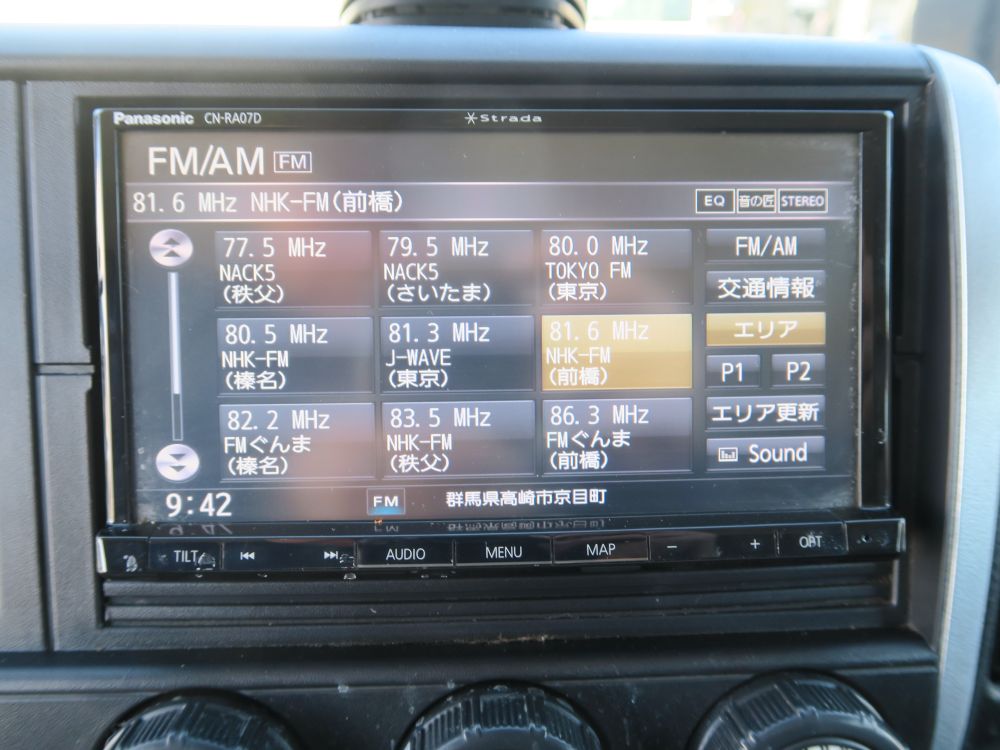 Panasonic CN-RA07D Strada
FM/AM FM
81.6 MHz NHK-FM(前橋) EQ 音の匠 STEREO
77.5 MHz
NACK5
(秩父)
79.5 MHz
NACK5
(さいたま)
80.0 MHz
TOKYO FM
(東京)
FM/AM
交通情報
80.5 MHz
NHK-FM
(榛名)
81.3 MHz
J-WAVE
(東京)
81.6 MHz
NHK-FM
(前橋)
エリア
P1 P2
82.2 MHz
FMぐんま
(榛名)
83.5 MHz
NHK-FM
(秩父)
86.3 MHz
FMぐんま
(前橋)
エリア更新
Sound
9:42 FM 群馬県高崎市京目町
TILT AUDIO MENU MAP − + OPT